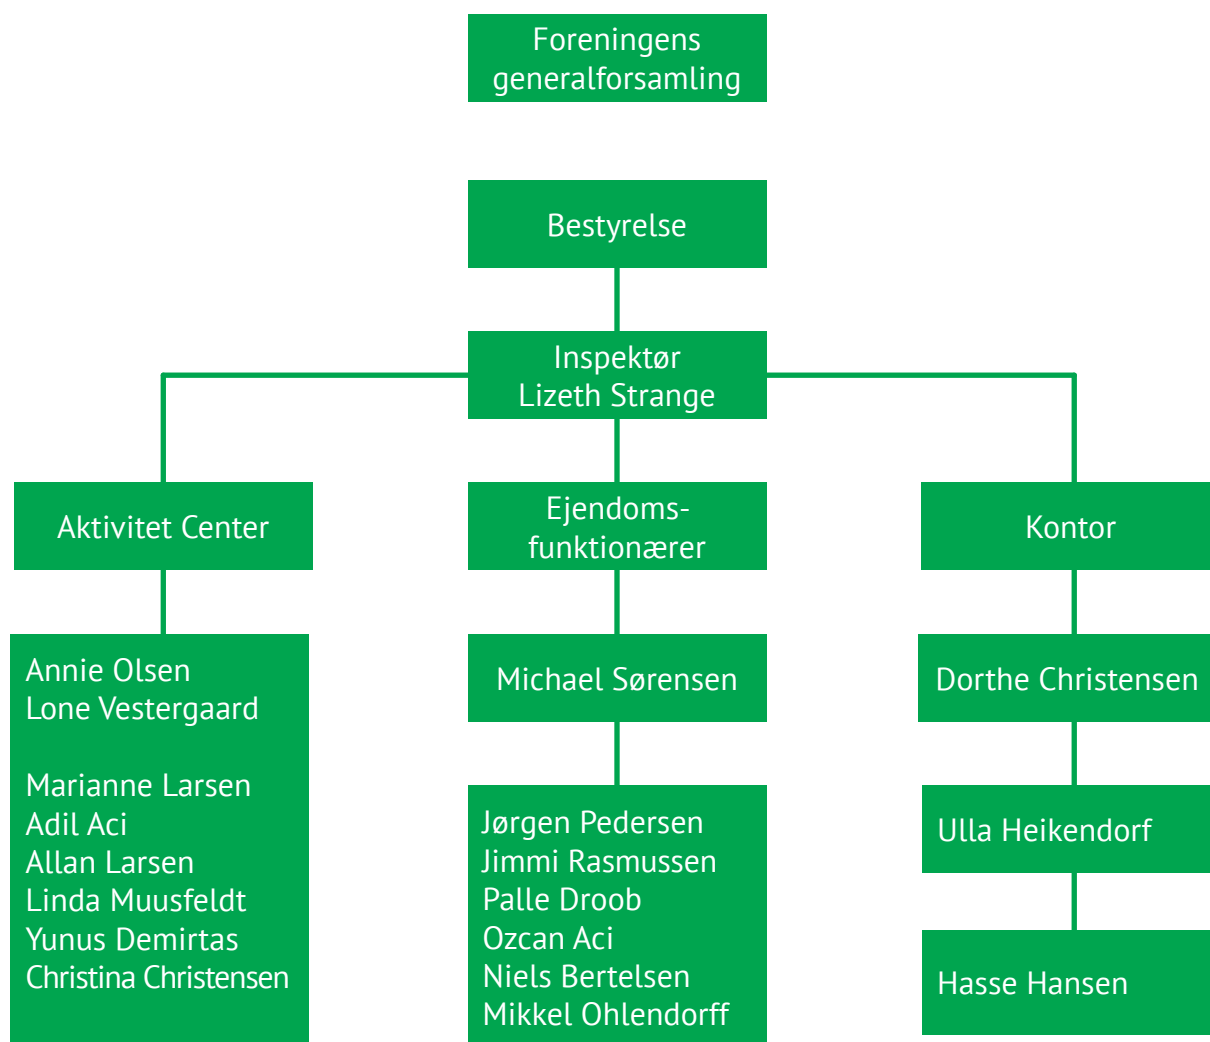 Foreningens
generalforsamling
Bestyrelse
Inspektør
Lizeth Strange
Aktivitet Center
Ejendoms-
funktionærer
Kontor
Annie Olsen
Lone Vestergaard
Marianne Larsen
Adil Aci
Allan Larsen
Linda Muusfeldt
Yunus Demirtas
Christina Christensen
Michael Sørensen
Jørgen Pedersen
Jimmi Rasmussen
Palle Droob
Ozcan Aci
Niels Bertelsen
Mikkel Ohlendorff
Dorthe Christensen
Ulla Heikendorf
Hasse Hansen